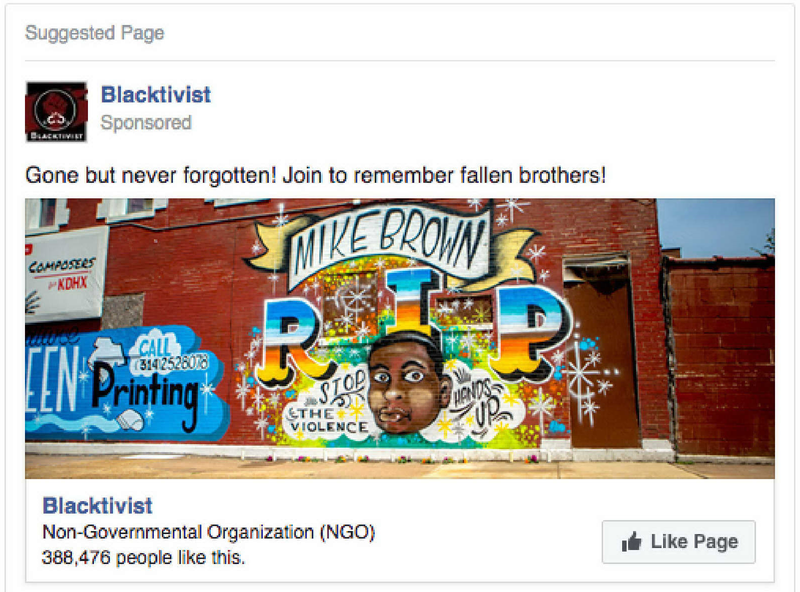 Suggested Page
Blacktivist
BLACKTIVIST
Sponsored
Gone but never forgotten! Join to remember fallen brothers!
MIKE BROWN
COMPOSERS
KDHX
R.I.P
CALL
(314)2528028
EEN Printing
STOP
THE
VIOLENCE
HANDS
UP
Blacktivist
Non-Governmental Organization (NGO)
388,476 people like this.
Like Page